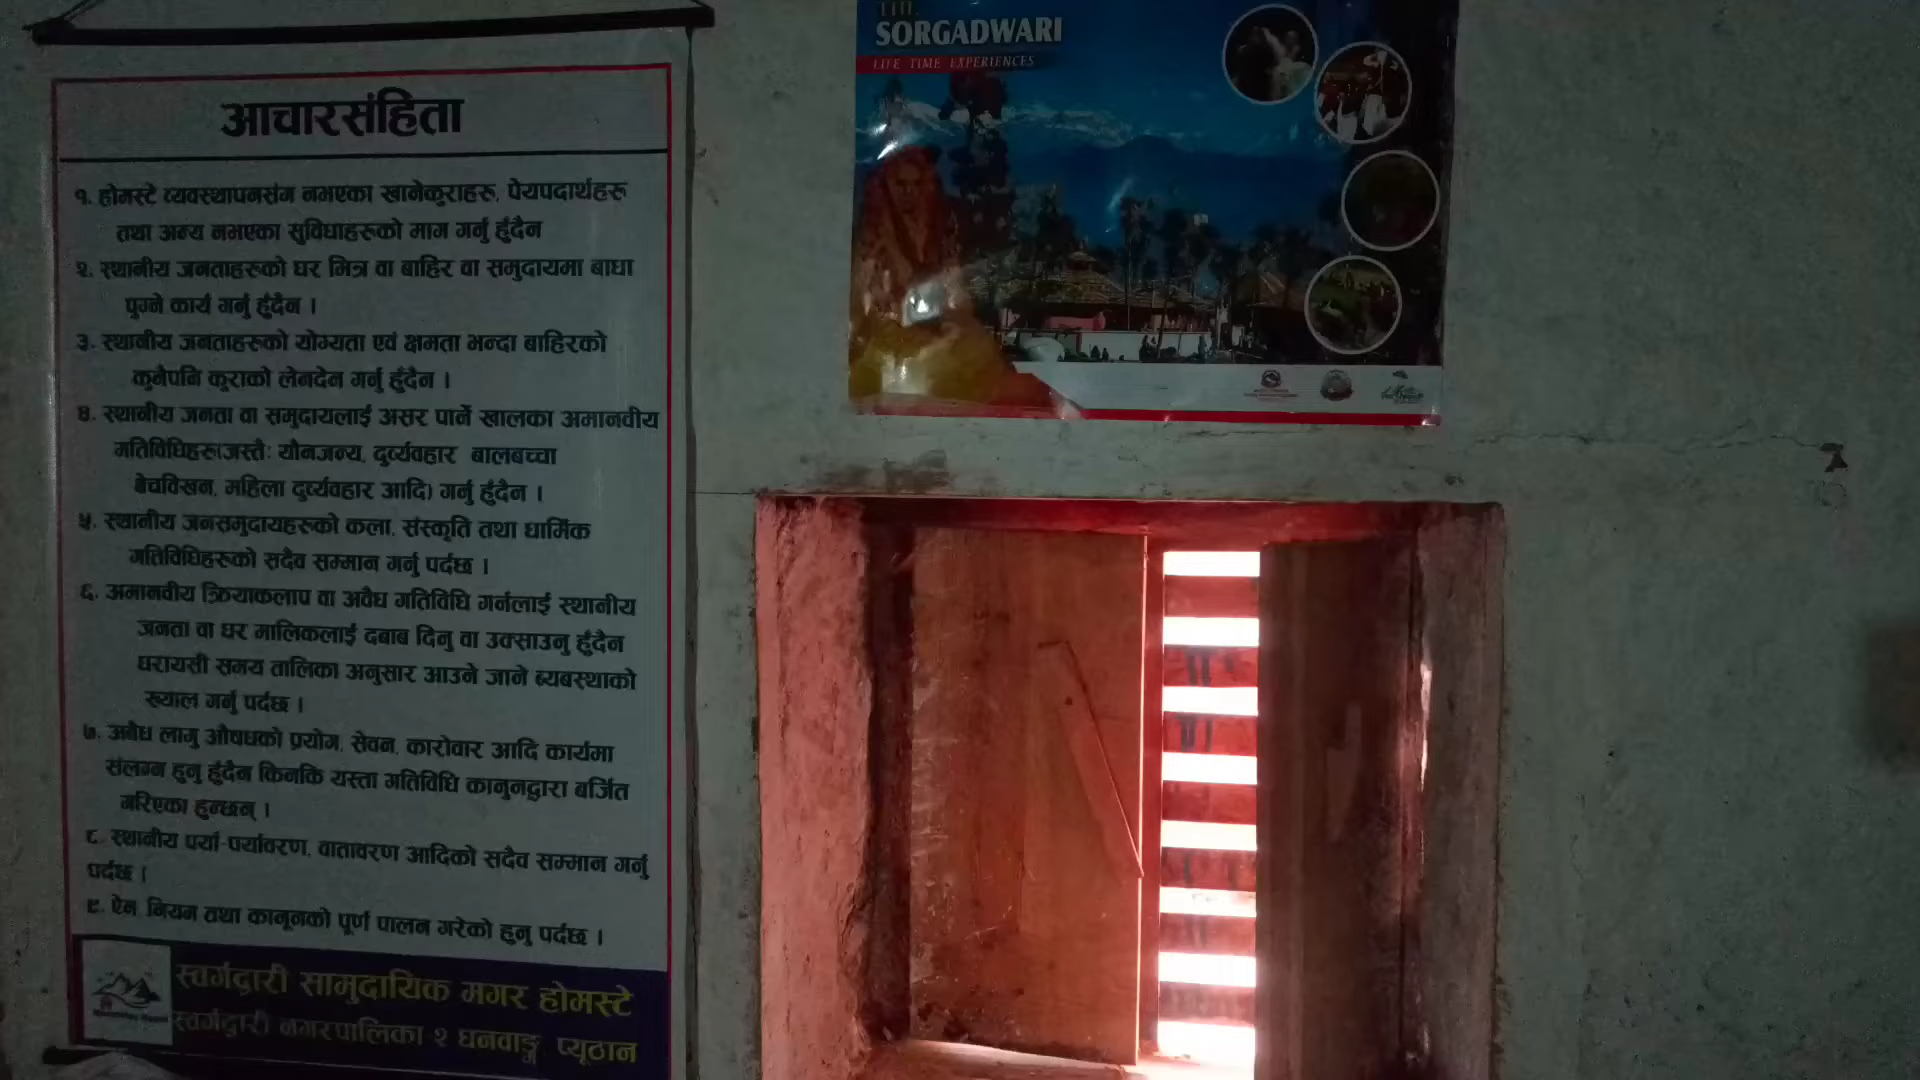 आचारसंहिता
१. होमस्टे व्यवस्थापनसंग नभएका खानेकुराहरू, पेयपदार्थहरू
तथा अन्य नभएका सुविधाहरूको माग गर्नु हुँदैन
२. स्थानीय जनताहरूको घर भित्र वा बाहिर वा समुदायमा बाधा
पुग्ने कार्य गर्नु हुँदैन ।
३. स्थानीय जनताहरूको योग्यता एवं क्षमता भन्दा बाहिरको
कुनैपनि कुराको लेनदेन गर्नु हुँदैन ।
४. स्थानीय जनता वा समुदायलाई असर पार्ने खालका अमानवीय
गतिविधिहरू(जस्तैः यौनजन्य, दुर्व्यवहार बालबच्चा
बेचविखन, महिला दुर्व्यवहार आदि) गर्नु हुँदैन ।
५. स्थानीय जनसमुदायहरूको कला, संस्कृति तथा धार्मिक
गतिविधिहरूको सदैव सम्मान गर्नु पर्दछ ।
६. अमानवीय क्रियाकलाप वा अवैध गतिविधि गर्नलाई स्थानीय
जनता वा घर मालिकलाई दबाब दिनु वा उक्साउनु हुँदैन
घरायसी समय तालिका अनुसार आउने जाने ब्यबस्थाको
ख्याल गर्नु पर्दछ ।
७. अबैध लागु औषधको प्रयोग, सेवन, कारोवार आदि कार्यमा
संलग्न हुनु हुँदैन किनकि यस्ता गतिविधि कानुनद्वारा बर्जित
गरिएका हुन्छन् ।
८. स्थानीय पर्या-पर्यावरण, वातावरण आदिको सदैव सम्मान गर्नु
पर्दछ ।
९. ऐन, नियम तथा कानूनको पूर्ण पालन गरेको हुनु पर्दछ ।
स्वर्गद्वारी सामुदायिक मगर होमस्टे
स्वर्गद्वारी नगरपालिका २ धनवाङ्ग, प्यूठान
SORGADWARI
LIFE TIME EXPERIENCES